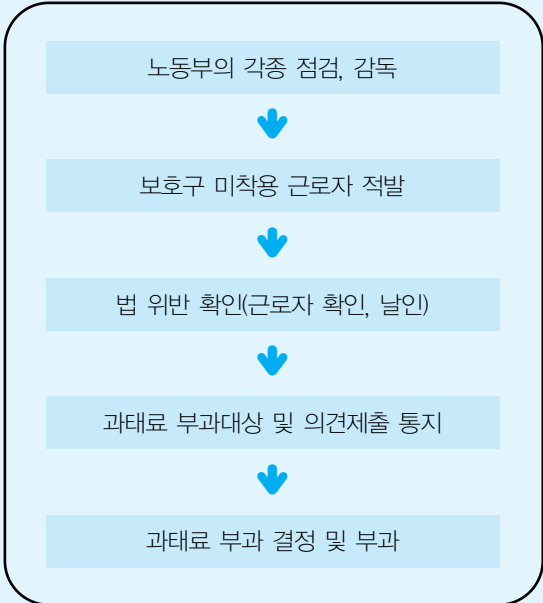 노동부의 각종 점검, 감독
보호구 미착용 근로자 적발
법 위반 확인(근로자 확인, 날인)
과태료 부과대상 및 의견제출 통지
과태료 부과 결정 및 부과